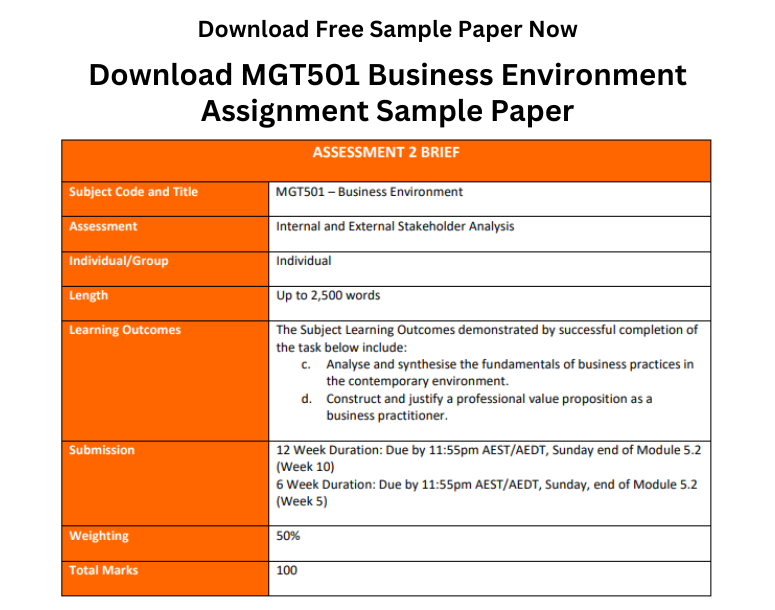 Download Free Sample Paper Now
Download MGT501 Business Environment
Assignment Sample Paper
ASSESSMENT 2 BRIEF
Subject Code and Title
MGT501 – Business Environment
Assessment
Internal and External Stakeholder Analysis
Individual/Group
Individual
Length
Up to 2,500 words
Learning Outcomes
The Subject Learning Outcomes demonstrated by successful completion of
the task below include:
c. Analyse and synthesise the fundamentals of business practices in
the contemporary environment.
d. Construct and justify a professional value proposition as a
business practitioner.
Submission
12 Week Duration: Due by 11:55pm AEST/AEDT, Sunday end of Module 5.2
(Week 10)
6 Week Duration: Due by 11:55pm AEST/AEDT, Sunday, end of Module 5.2
(Week 5)
Weighting
50%
Total Marks
100